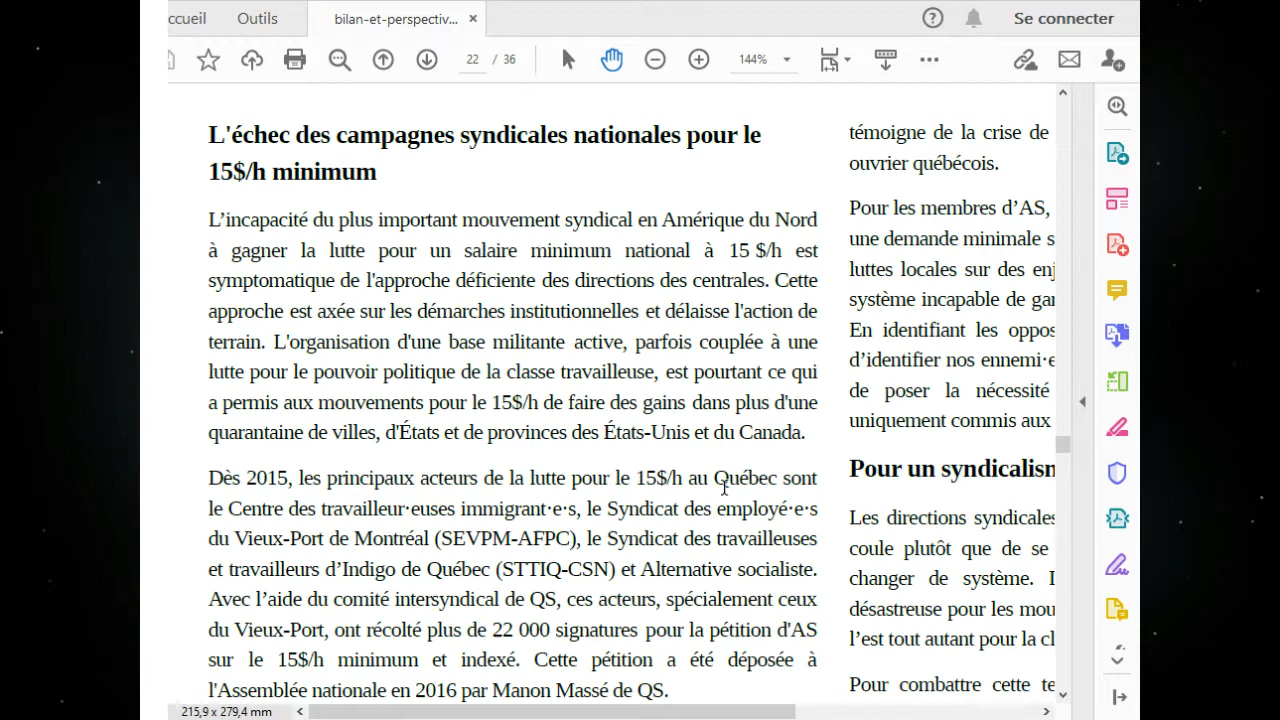 ccueil
Outils
bilan-et-perspectiv...
Se connecter
22 / 36
144%
L'échec des campagnes syndicales nationales pour le
15$/h minimum
L’incapacité du plus important mouvement syndical en Amérique du Nord
à gagner la lutte pour un salaire minimum national à 15 $/h est
symptomatique de l'approche déficiente des directions des centrales. Cette
approche est axée sur les démarches institutionnelles et délaisse l'action de
terrain. L'organisation d'une base militante active, parfois couplée à une
lutte pour le pouvoir politique de la classe travailleuse, est pourtant ce qui
a permis aux mouvements pour le 15$/h de faire des gains dans plus d'une
quarantaine de villes, d'États et de provinces des États-Unis et du Canada.
Dès 2015, les principaux acteurs de la lutte pour le 15$/h au Québec sont
le Centre des travailleur·euses immigrant·e·s, le Syndicat des employé·e·s
du Vieux-Port de Montréal (SEVPM-AFPC), le Syndicat des travailleuses
et travailleurs d’Indigo de Québec (STTIQ-CSN) et Alternative socialiste.
Avec l’aide du comité intersyndical de QS, ces acteurs, spécialement ceux
du Vieux-Port, ont récolté plus de 22 000 signatures pour la pétition d'AS
sur le 15$/h minimum et indexé. Cette pétition a été déposée à
l'Assemblée nationale en 2016 par Manon Massé de QS.
témoigne de la crise de
ouvrier québécois.
Pour les membres d’AS,
une demande minimale s
luttes locales sur des enj
système incapable de gar
En identifiant les oppos
d’identifier nos ennemi·e
de poser la nécessité
uniquement commis aux
Pour un syndicalism
Les directions syndicales
coule plutôt que de se
changer de système. I
désastreuse pour les mou
l’est tout autant pour la cl
Pour combattre cette te
215,9 x 279,4 mm